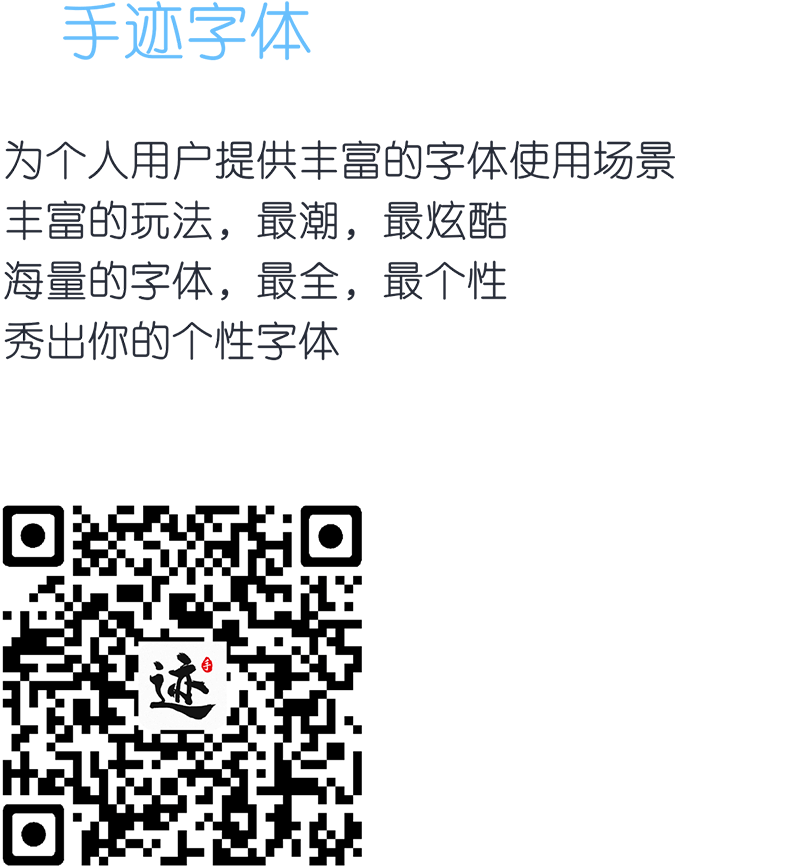 手迹字体
为个人用户提供丰富的字体使用场景
丰富的玩法，最潮，最炫酷
海量的字体，最全，最个性
秀出你的个性字体
迹
手